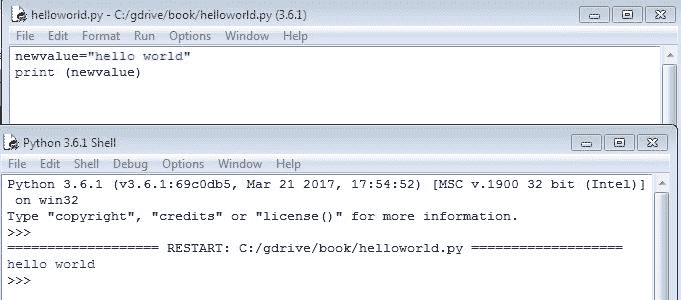 helloworld.py - C:/gdrive/book/helloworld.py (3.6.1)
File Edit Format Run Options Window Help
newvalue="hello world"
print (newvalue)
Python 3.6.1 Shell
File Edit Shell Debug Options Window Help
Python 3.6.1 (v3.6.1:69c0db5, Mar 21 2017, 17:54:52) [MSC v.1900 32 bit (Intel)]
on win32
Type "copyright", "credits" or "license()" for more information.
>>>
=================== RESTART: C:/gdrive/book/helloworld.py ===================
hello world
>>>